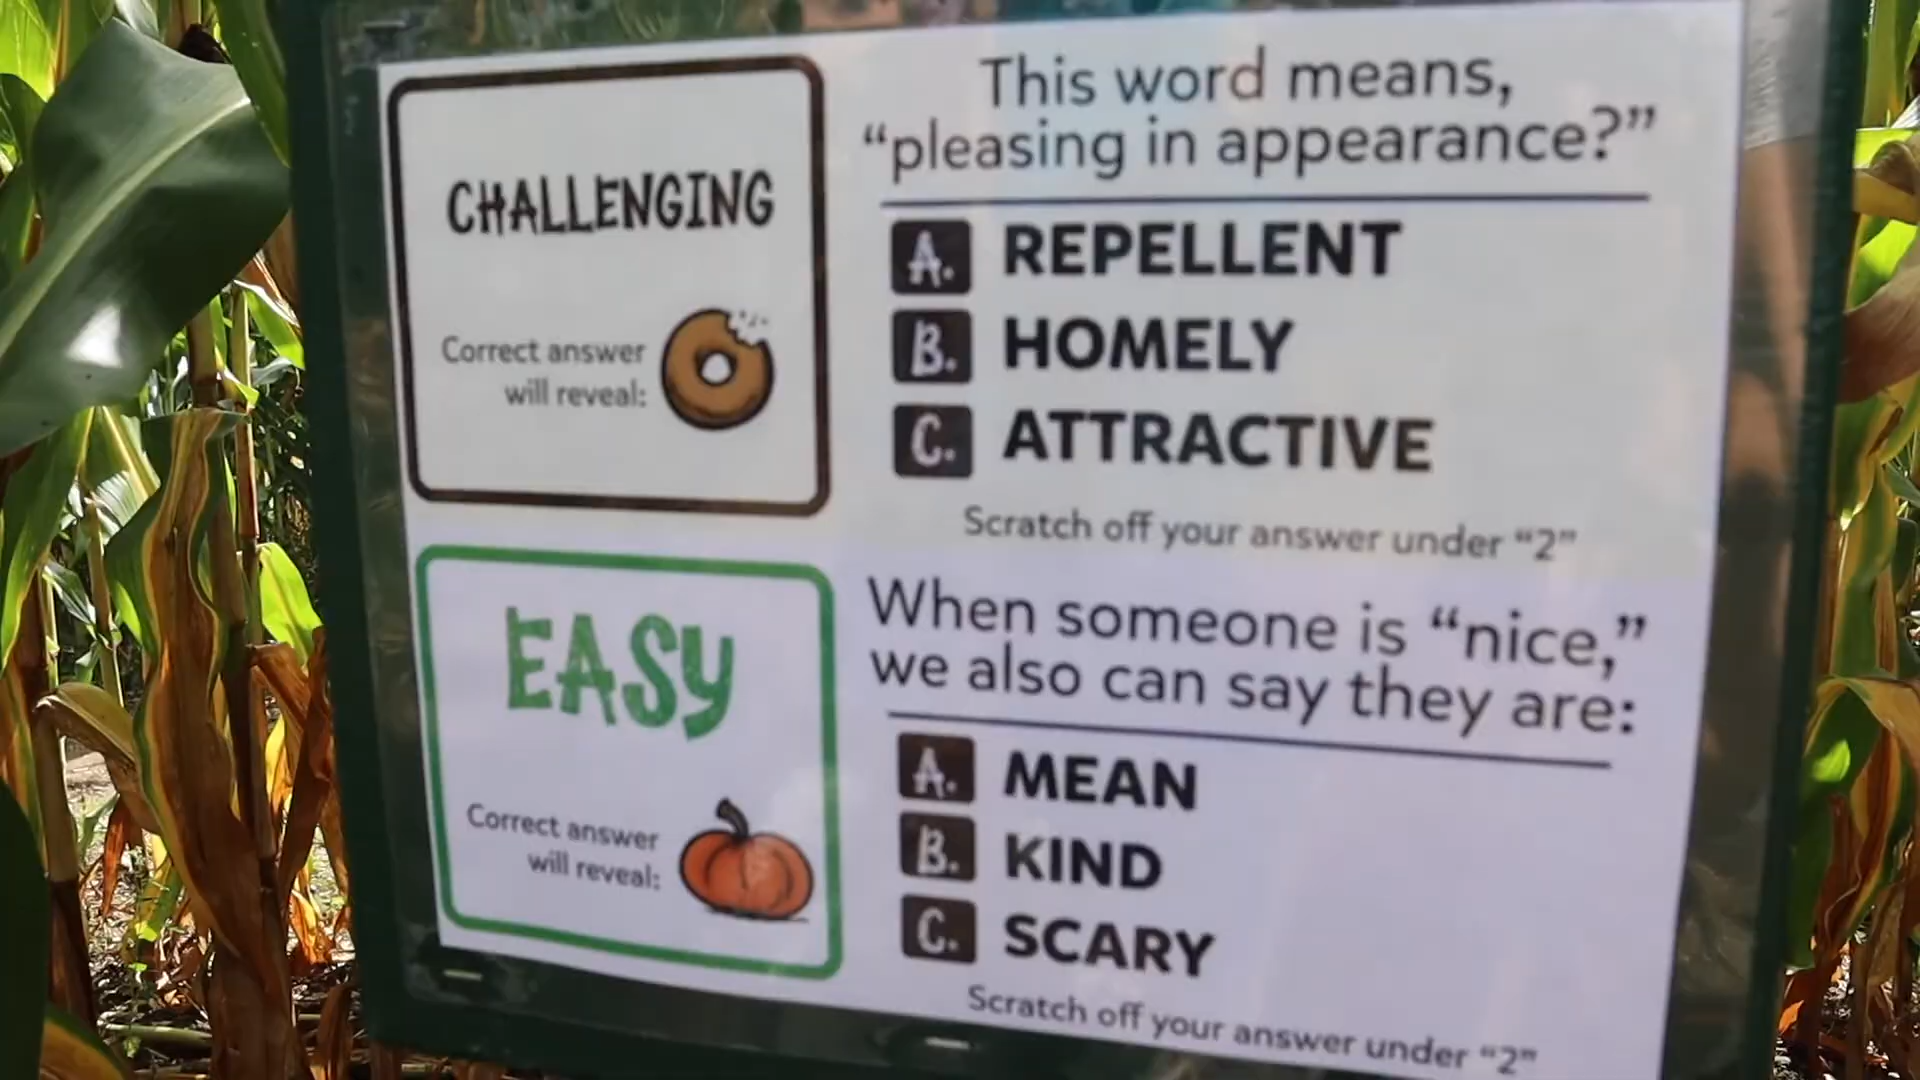 CHALLENGING
Correct answer
will reveal:
This word means,
“pleasing in appearance?”
A. REPELLENT
B. HOMELY
C. ATTRACTIVE
Scratch off your answer under “2”
EASY
Correct answer
will reveal:
When someone is “nice,”
we also can say they are:
A. MEAN
B. KIND
C. SCARY
Scratch off your answer under “2”